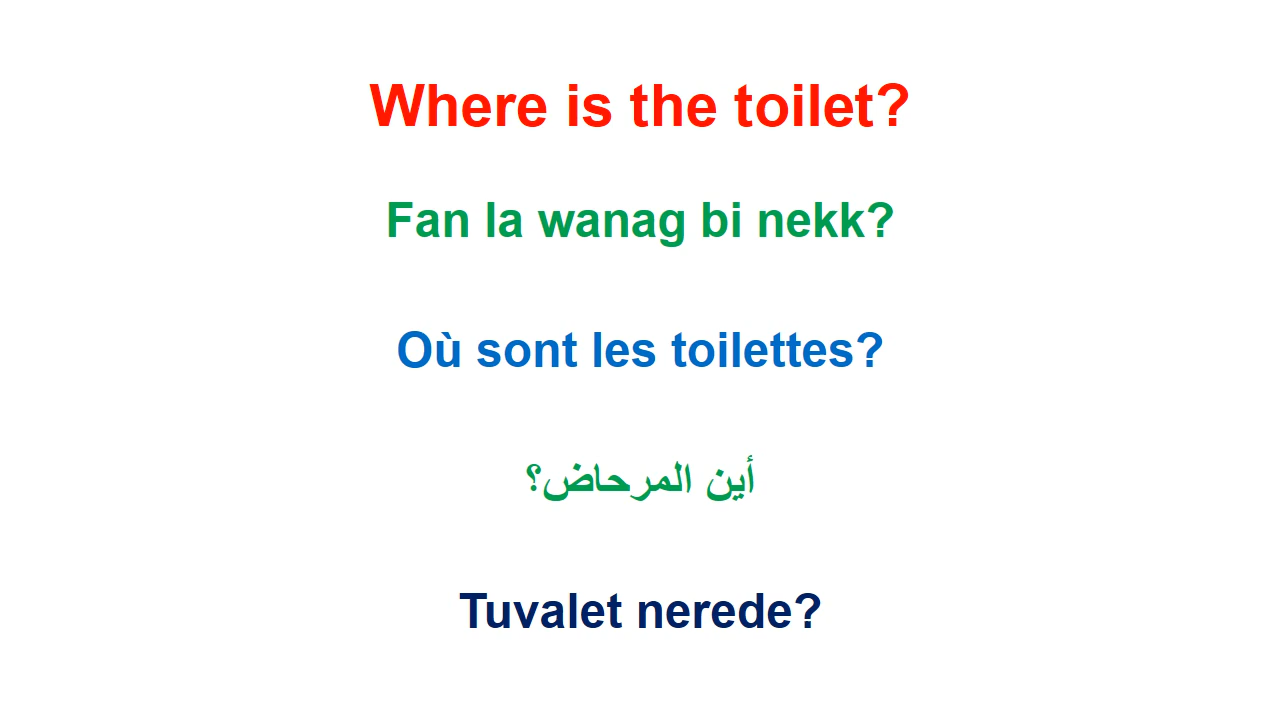 Where is the toilet?
Fan la wanag bi nekk?
Où sont les toilettes?
أين المرحاض؟
Tuvalet nerede?